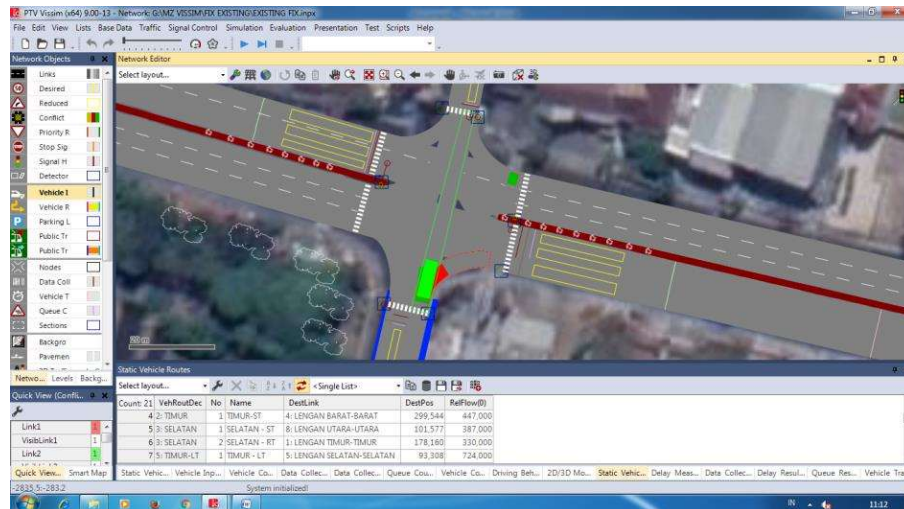 PTV Vissim (x64) 9.00-13 - Network: G:\MZ VISSIM\FIX EXISTING\EXISTING FIX.inpx
File Edit View Lists Base Data Traffic Signal Control Simulation Evaluation Presentation Test Scripts Help
Network Objects
Network Editor
Select layout...
Links
Desired
Reduced
Conflict
Priority R
Stop Sig
Signal H
Detector
Vehicle I
Vehicle R
Parking L
Public Tr
Public Tr
Nodes
Data Coll
Vehicle T
Queue C
Sections
Backgro
Pavemen
20 m
Netwo... Levels Backg...
Quick View (Confli...
Link1 1
VisibLink1 1
Link2 1
Quick View... Smart Map
Static Vehicle Routes
Select layout... <Single List>
Count: 21 VehRoutDec No Name DestLink DestPos RelFlow(0)
4 2: TIMUR 1 TIMUR-ST 4: LENGAN BARAT-BARAT 299,544 447,000
5 3: SELATAN 1 SELATAN - ST 8: LENGAN UTARA-UTARA 101,577 387,000
6 3: SELATAN 2 SELATAN - RT 1: LENGAN TIMUR-TIMUR 178,160 330,000
7 5: TIMUR-LT 1 TIMUR - LT 5: LENGAN SELATAN-SELATAN 93,308 724,000
Static Vehic... Vehicle Inp... Vehicle Co... Data Collec... Data Collec... Queue Cou... Vehicle Co... Driving Beh... 2D/3D Mo... Static Vehic... Delay Meas... Data Collec... Delay Resul... Queue Res... Vehicle Tra
-2835.5:-283.2 System initialized!
IN 11:12